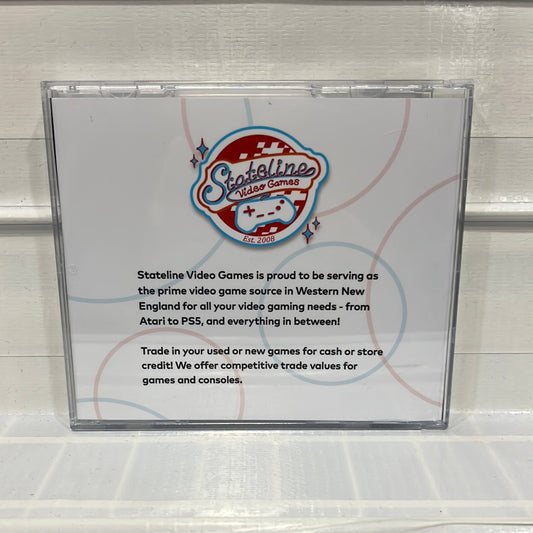 Stateline
Video Games
Est. 2008
Stateline Video Games is proud to be serving as
the prime video game source in Western New
England for all your video gaming needs - from
Atari to PS5, and everything in between!
Trade in your used or new games for cash or store
credit! We offer competitive trade values for
games and consoles.